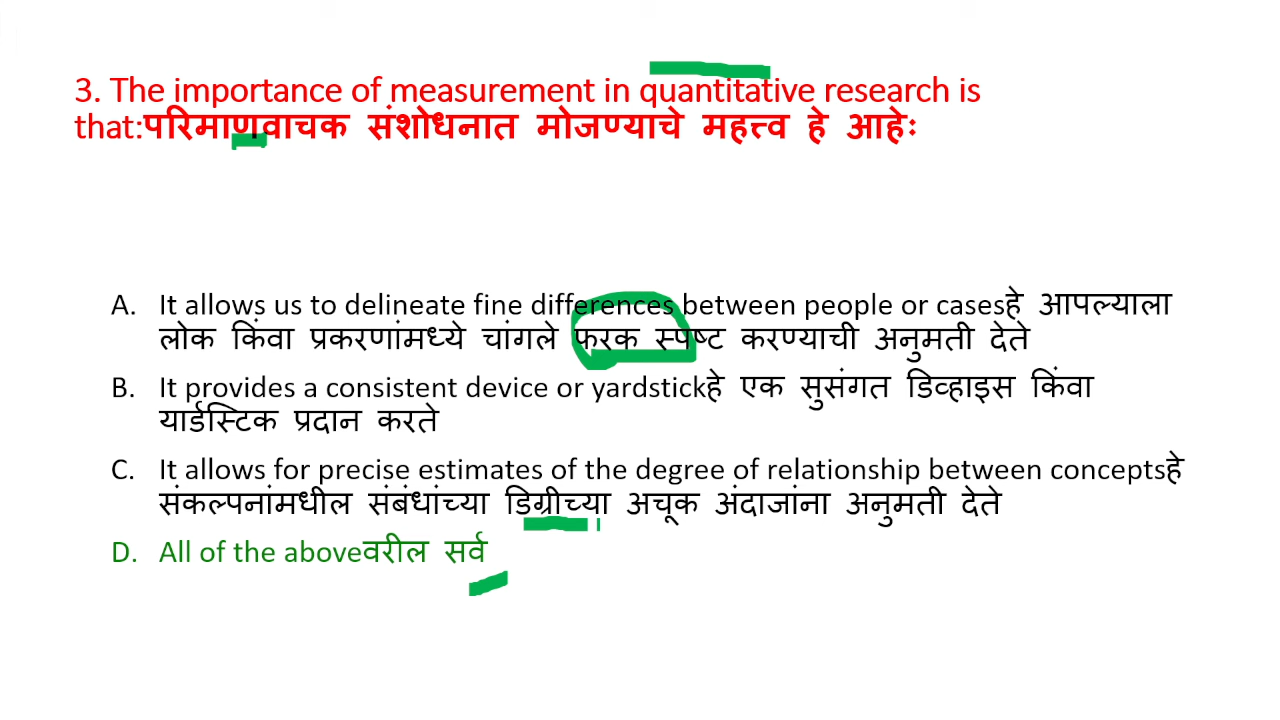 3. The importance of measurement in quantitative research is
that:परिमाणवाचक संशोधनात मोजण्याचे महत्त्व हे आहेः
A. It allows us to delineate fine differences between people or casesहे आपल्याला
लोक किंवा प्रकरणांमध्ये चांगले फरक स्पष्ट करण्याची अनुमती देते
B. It provides a consistent device or yardstickहे एक सुसंगत डिव्हाइस किंवा
यार्डस्टिक प्रदान करते
C. It allows for precise estimates of the degree of relationship between conceptsहे
संकल्पनांमधील संबंधांच्या डिग्रीच्या अचूक अंदाजांना अनुमती देते
D. All of the aboveवरील सर्व